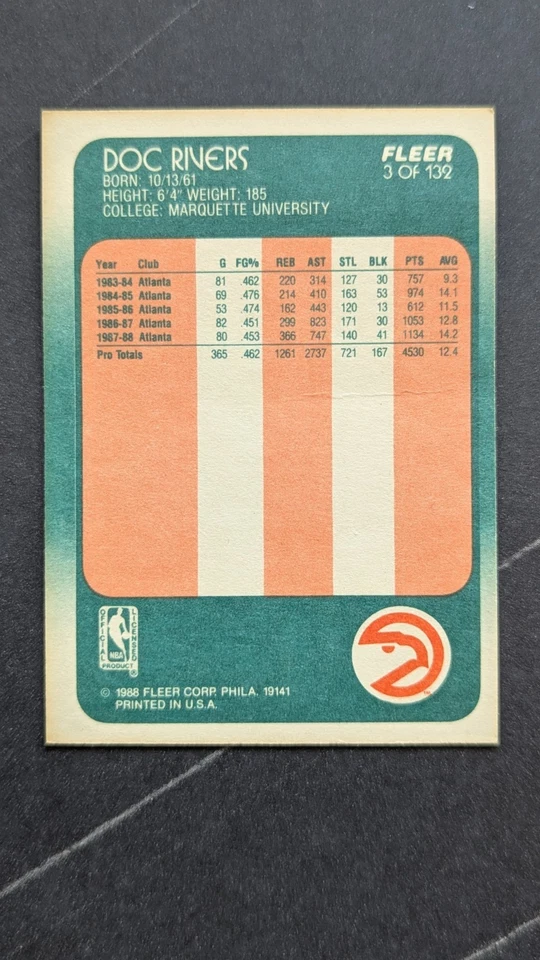 DOC RIVERS
FLEER
3 OF 132
BORN: 10/13/61
HEIGHT: 6'4" WEIGHT: 185
COLLEGE: MARQUETTE UNIVERSITY
Year Club G FG% REB AST STL BLK PTS AVG
1983-84 Atlanta 81 .462 220 314 127 30 757 9.3
1984-85 Atlanta 69 .476 214 410 163 53 974 14.1
1985-86 Atlanta 53 .474 162 443 120 13 612 11.5
1986-87 Atlanta 82 .451 299 823 171 30 1053 12.8
1987-88 Atlanta 80 .453 366 747 140 41 1134 14.2
Pro Totals 365 .462 1261 2737 721 167 4530 12.4
OFFICIAL LICENSED
NBA
PRODUCT ®
TM
© 1988 FLEER CORP. PHILA. 19141
PRINTED IN U.S.A.